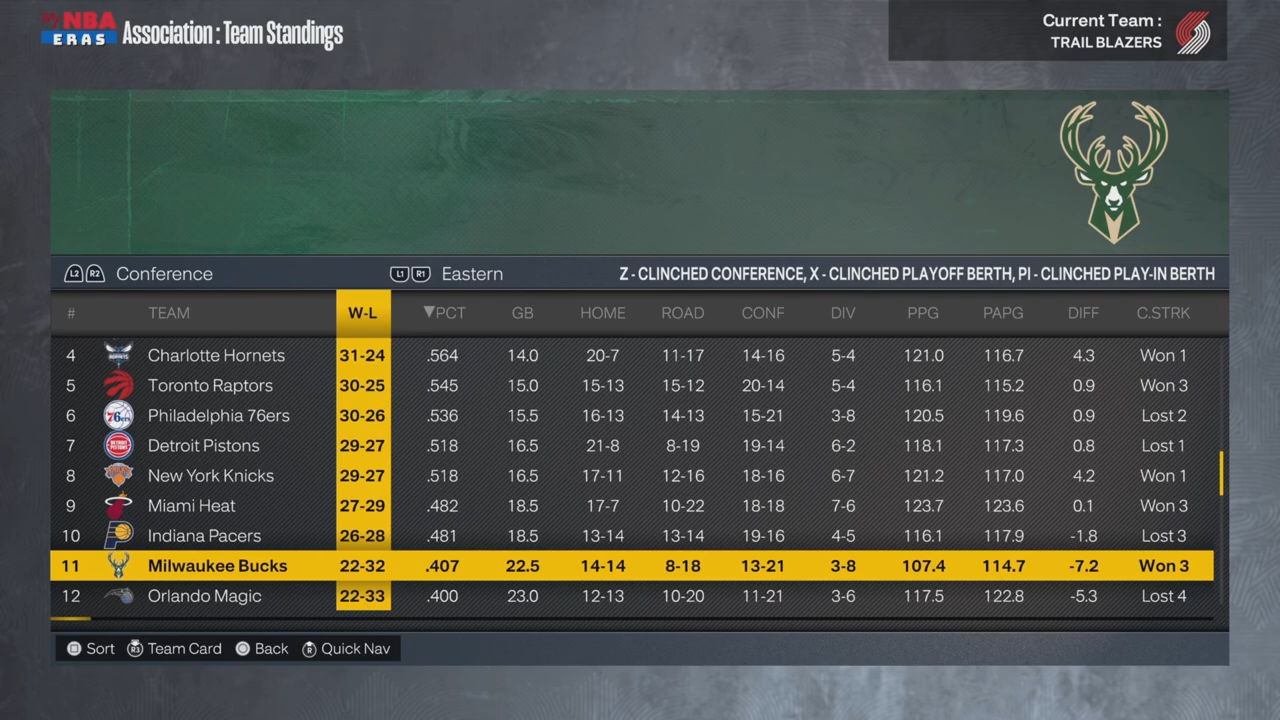 My NBA ERAS Association : Team Standings
Current Team :
TRAIL BLAZERS
L2 R2 Conference L1 R1 Eastern Z - CLINCHED CONFERENCE, X - CLINCHED PLAYOFF BERTH, PI - CLINCHED PLAY-IN BERTH
# TEAM W-L ▼PCT GB HOME ROAD CONF DIV PPG PAPG DIFF C.STRK
4 Charlotte Hornets 31-24 .564 14.0 20-7 11-17 14-16 5-4 121.0 116.7 4.3 Won 1
5 Toronto Raptors 30-25 .545 15.0 15-13 15-12 20-14 5-4 116.1 115.2 0.9 Won 3
6 Philadelphia 76ers 30-26 .536 15.5 16-13 14-13 15-21 3-8 120.5 119.6 0.9 Lost 2
7 Detroit Pistons 29-27 .518 16.5 21-8 8-19 19-14 6-2 118.1 117.3 0.8 Lost 1
8 New York Knicks 29-27 .518 16.5 17-11 12-16 18-16 6-7 121.2 117.0 4.2 Won 1
9 Miami Heat 27-29 .482 18.5 17-7 10-22 18-18 7-6 123.7 123.6 0.1 Won 3
10 Indiana Pacers 26-28 .481 18.5 13-14 13-14 19-16 4-5 116.1 117.9 -1.8 Lost 3
11 Milwaukee Bucks 22-32 .407 22.5 14-14 8-18 13-21 3-8 107.4 114.7 -7.2 Won 3
12 Orlando Magic 22-33 .400 23.0 12-13 10-20 11-21 3-6 117.5 122.8 -5.3 Lost 4
Sort R3 Team Card Back R Quick Nav